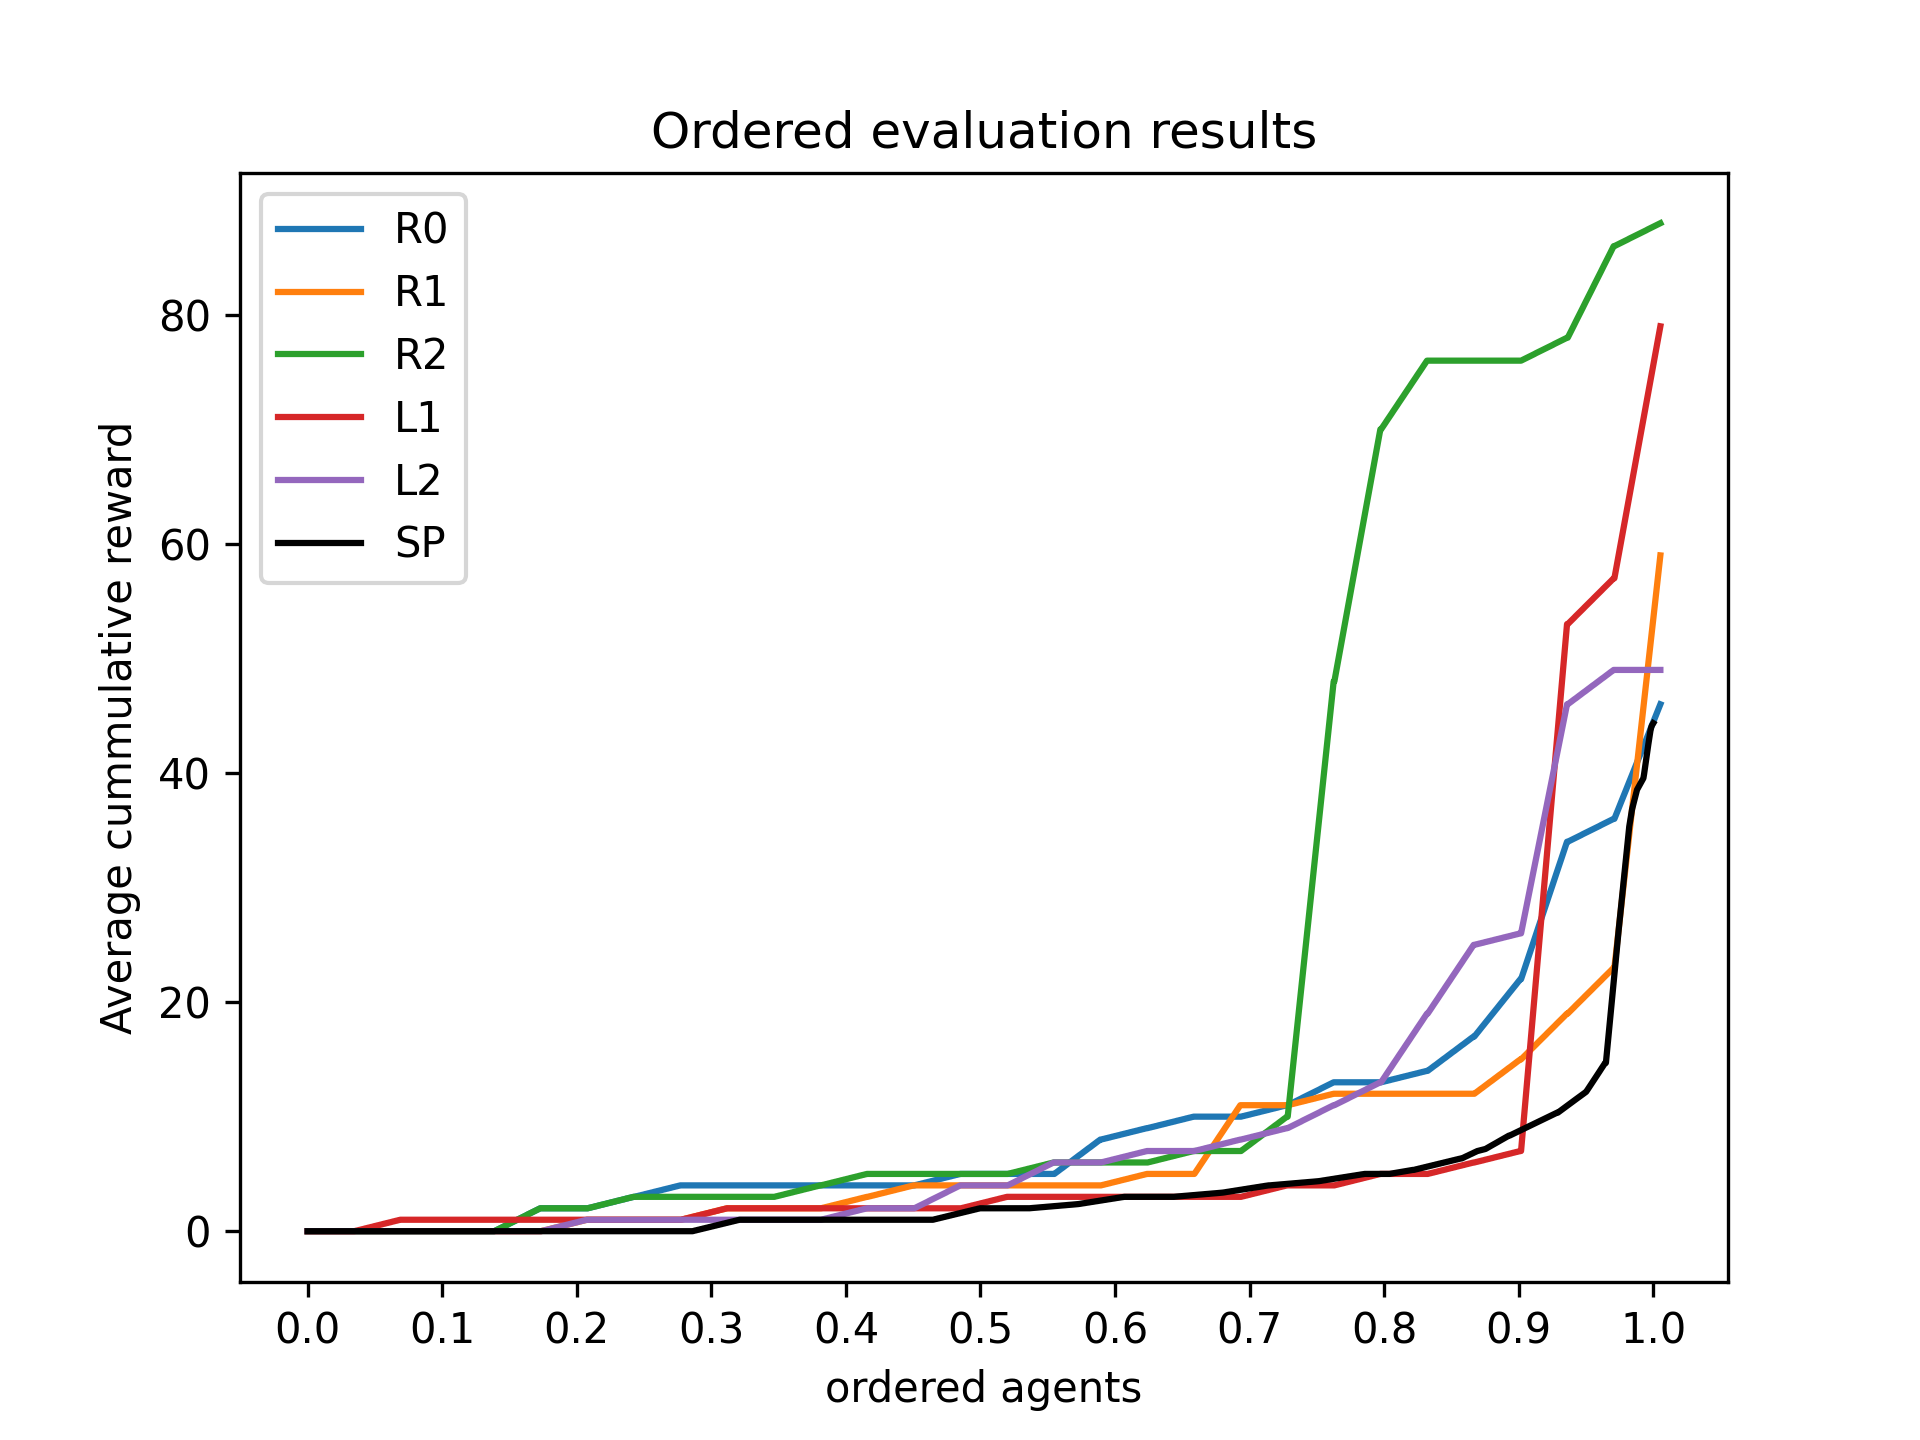 Ordered evaluation results
R0
R1
R2
L1
L2
SP
80
60
40
20
0
Average cummulative reward
0.0 0.1 0.2 0.3 0.4 0.5 0.6 0.7 0.8 0.9 1.0
ordered agents